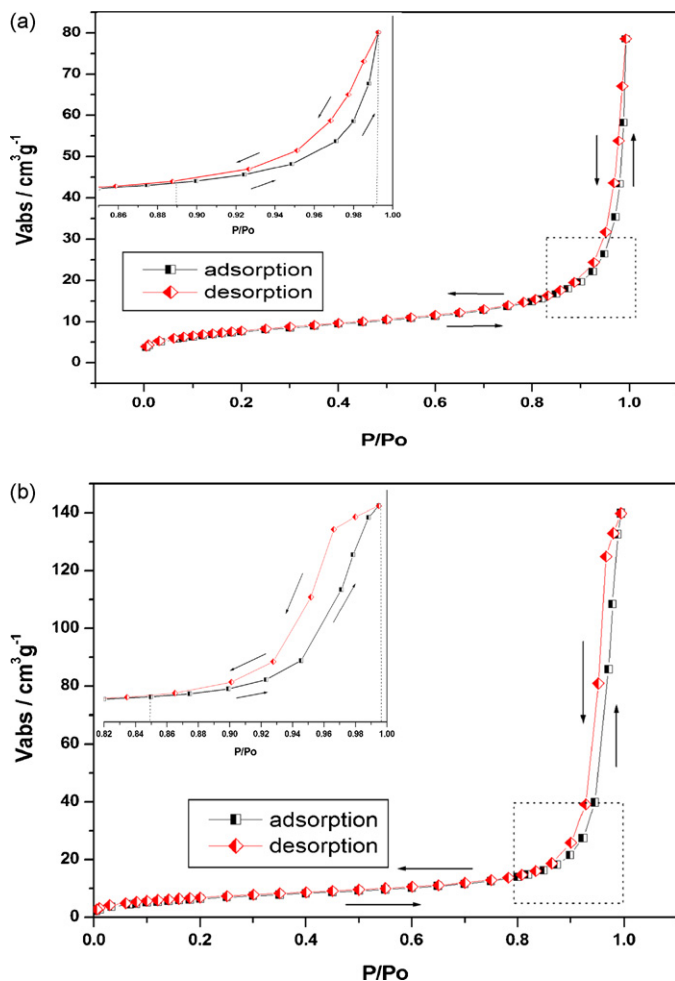 (a)
80
70
60
50
40
30
20
10
0
Vabs / cm³g⁻¹
0.86 0.88 0.90 0.92 0.94 0.96 0.98 1.00
P/Po
adsorption
desorption
0.0 0.2 0.4 0.6 0.8 1.0
P/Po
(b)
140
120
100
80
60
40
20
0
Vabs / cm³g⁻¹
0.82 0.84 0.86 0.88 0.90 0.92 0.94 0.96 0.98 1.00
P/Po
adsorption
desorption
0.0 0.2 0.4 0.6 0.8 1.0
P/Po